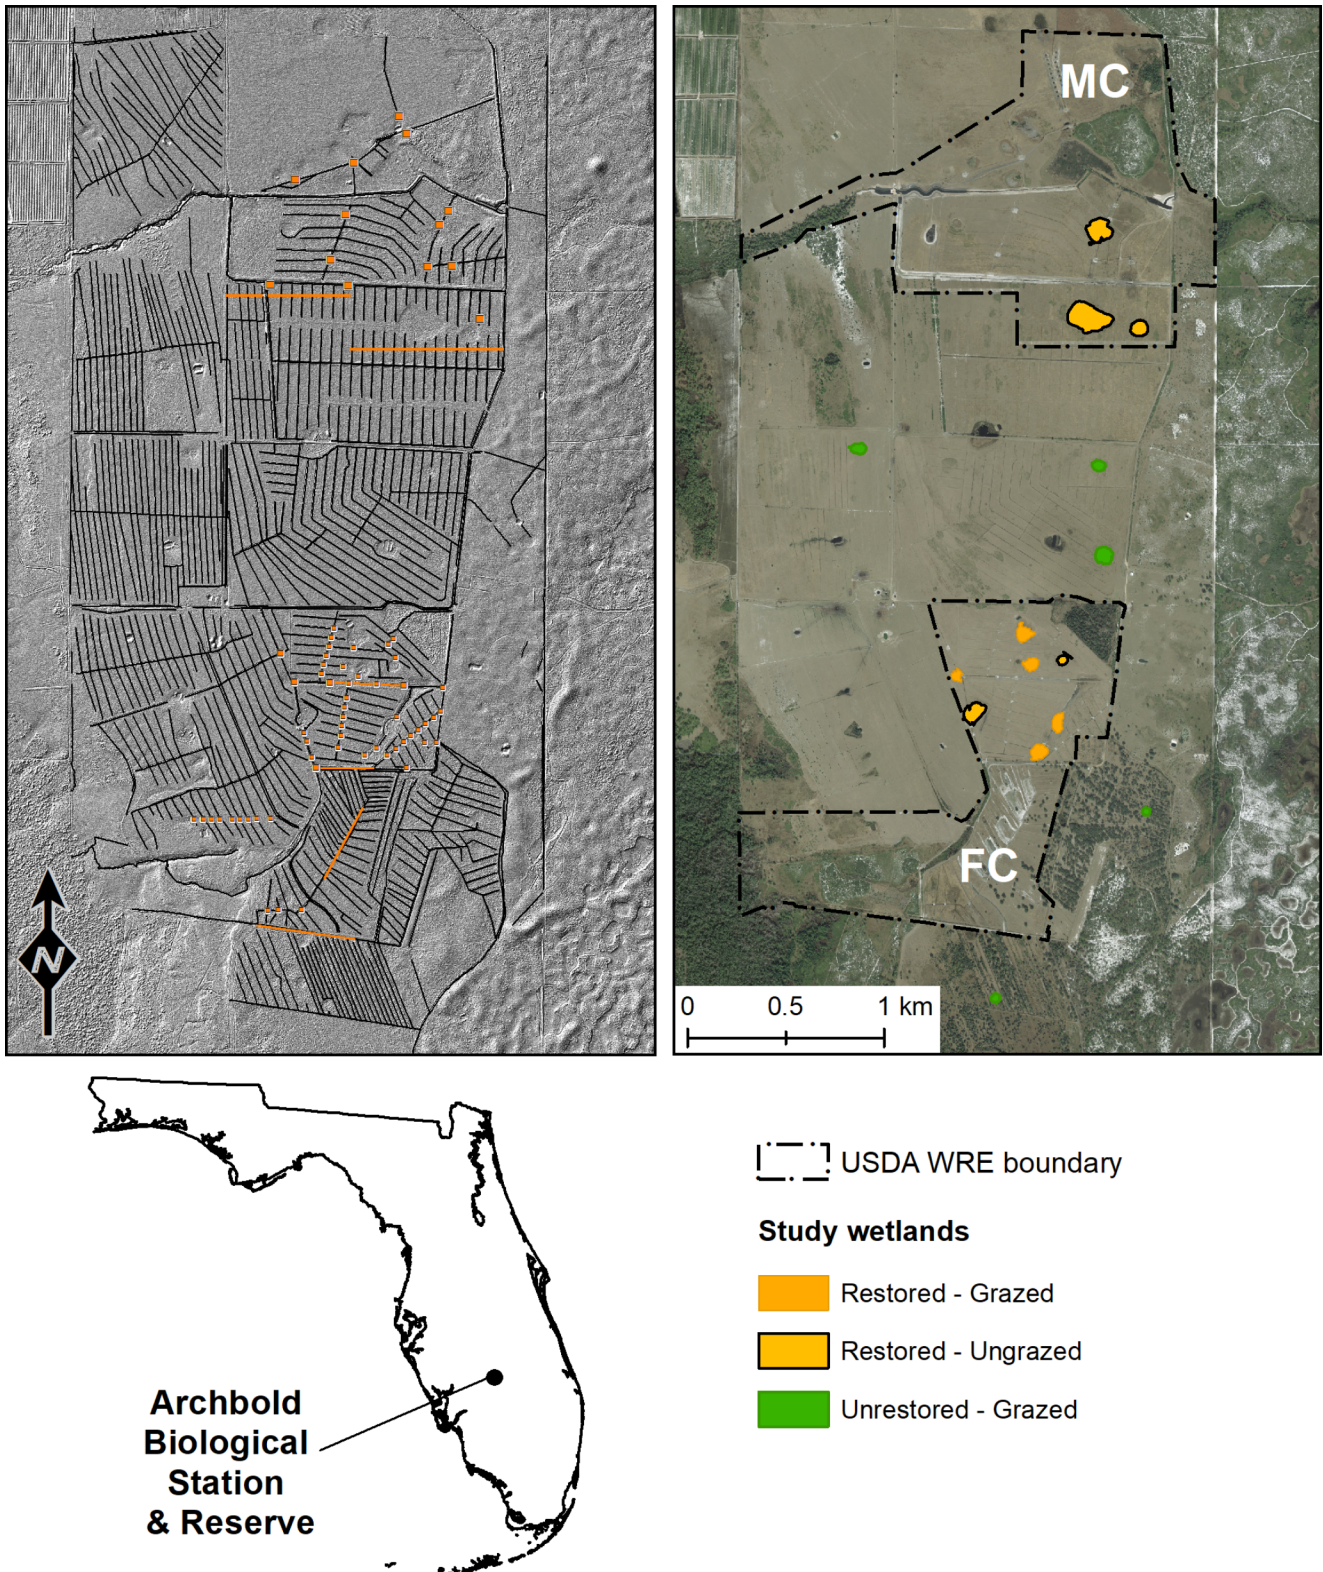 MC
FC
N
0 0.5 1 km
Archbold
Biological
Station
& Reserve
USDA WRE boundary
Study wetlands
Restored - Grazed
Restored - Ungrazed
Unrestored - Grazed